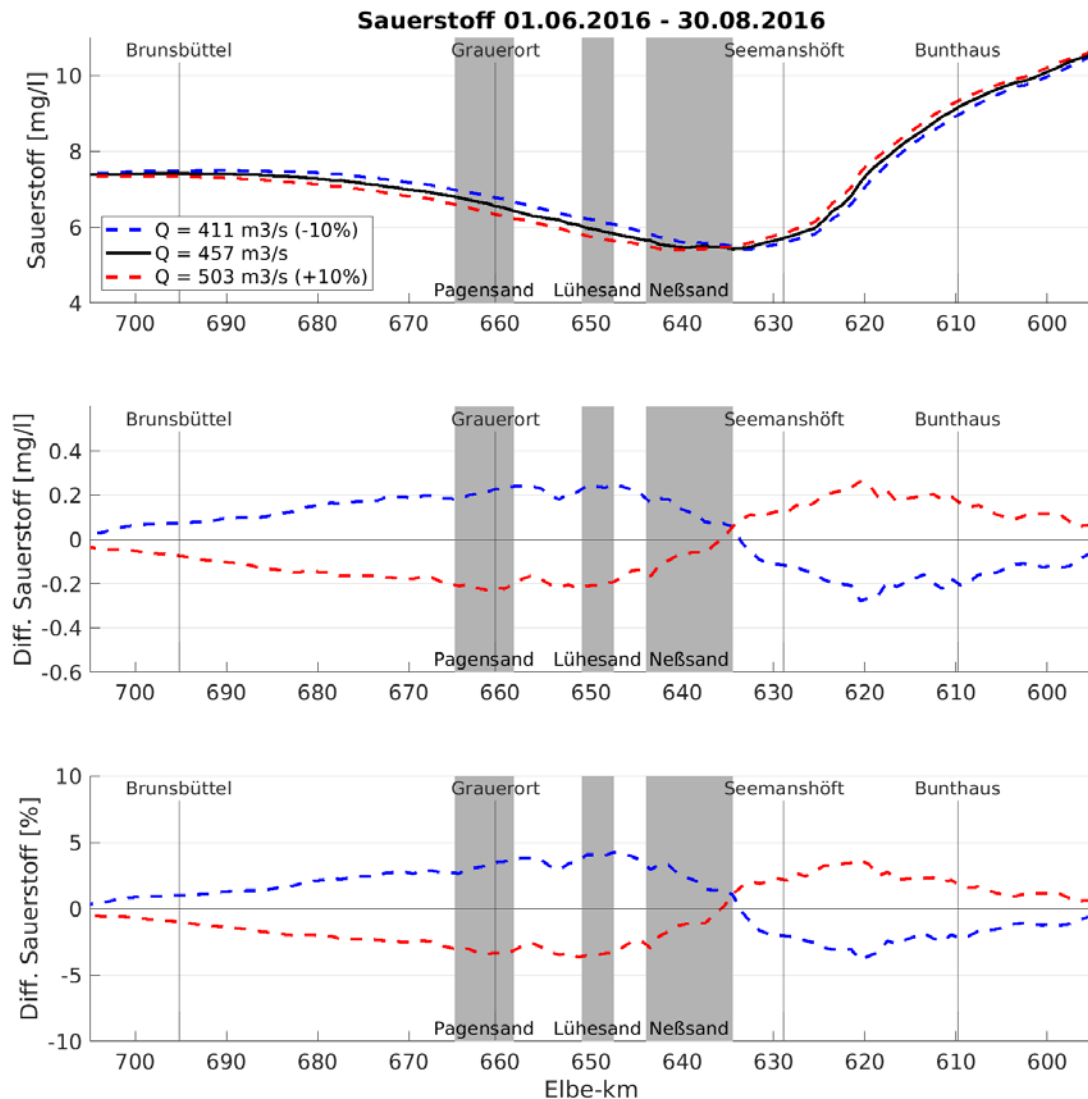 Sauerstoff 01.06.2016 - 30.08.2016
Brunsbüttel Grauerort Seemanshöft Bunthaus
Sauerstoff [mg/l]
10
8
6
4
Q = 411 m3/s (-10%)
Q = 457 m3/s
Q = 503 m3/s (+10%)
Pagensand Lühesand Neßsand
700 690 680 670 660 650 640 630 620 610 600
Brunsbüttel Grauerort Seemanshöft Bunthaus
Diff. Sauerstoff [mg/l]
0.4
0.2
0
-0.2
-0.4
-0.6
Pagensand Lühesand Neßsand
700 690 680 670 660 650 640 630 620 610 600
Brunsbüttel Grauerort Seemanshöft Bunthaus
Diff. Sauerstoff [%]
10
5
0
-5
-10
Pagensand Lühesand Neßsand
700 690 680 670 660 650 640 630 620 610 600
Elbe-km